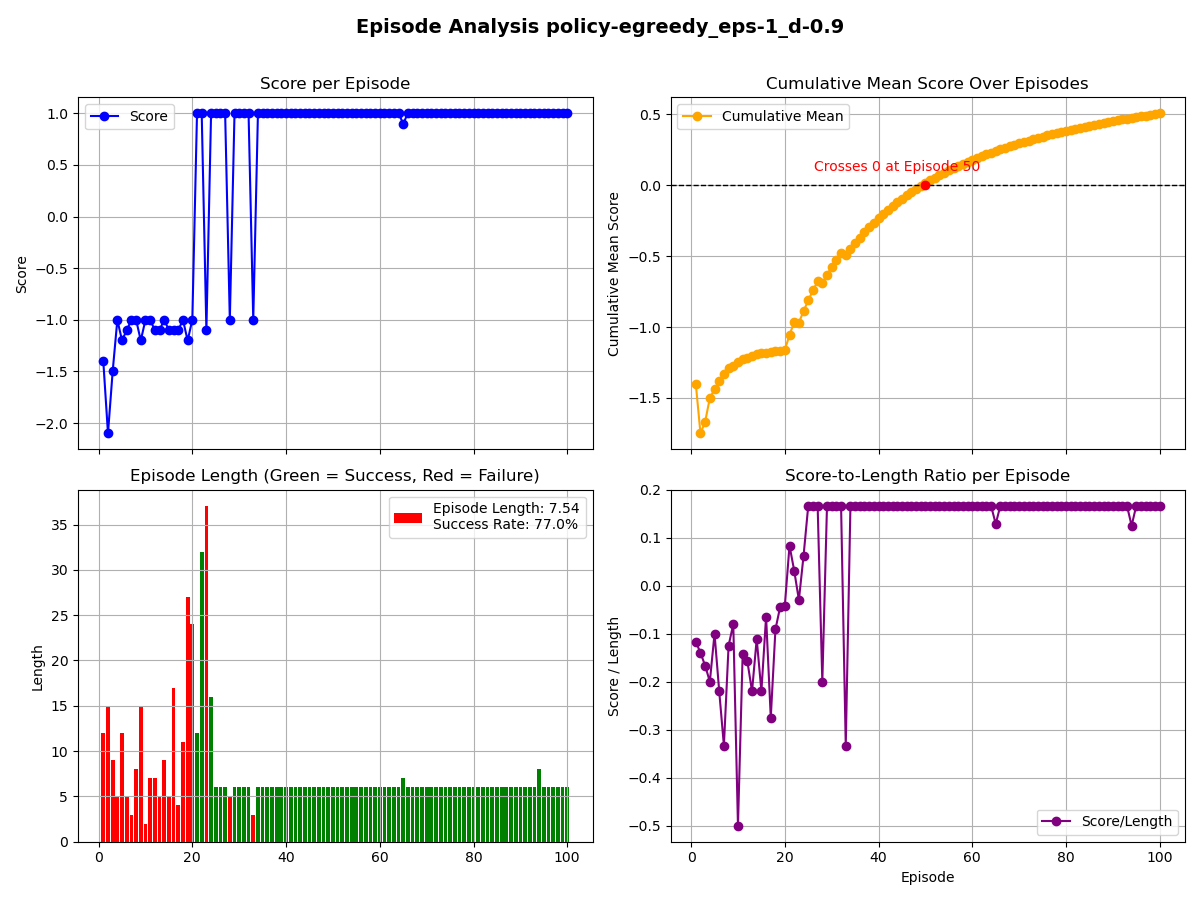 Episode Analysis policy-egreedy_eps-1_d-0.9
Score per Episode
Score
1.0
0.5
0.0
−0.5
−1.0
−1.5
−2.0
Score
Cumulative Mean Score Over Episodes
Cumulative Mean
Crosses 0 at Episode 50
0.5
0.0
−0.5
−1.0
−1.5
Cumulative Mean Score
Episode Length (Green = Success, Red = Failure)
Episode Length: 7.54
Success Rate: 77.0%
35
30
25
20
15
10
5
0
Length
0 20 40 60 80 100
Score-to-Length Ratio per Episode
0.2
0.1
0.0
−0.1
−0.2
−0.3
−0.4
−0.5
Score / Length
Score/Length
0 20 40 60 80 100
Episode